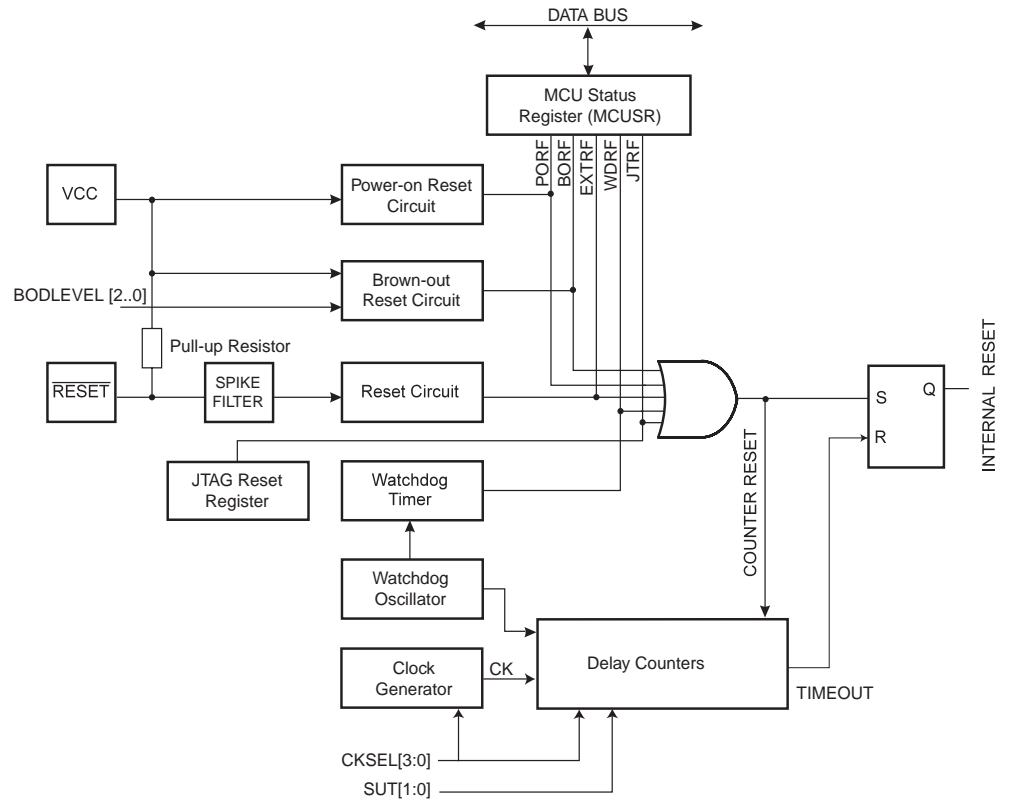 DATA BUS
MCU Status
Register (MCUSR)
PORF
BORF
EXTRF
WDRF
JTRF
VCC
Power-on Reset
Circuit
Brown-out
Reset Circuit
BODLEVEL [2..0]
Pull-up Resistor
RESET
SPIKE
FILTER
Reset Circuit
S
Q
R
INTERNAL RESET
COUNTER RESET
JTAG Reset
Register
Watchdog
Timer
Watchdog
Oscillator
Clock
Generator
CK
Delay Counters
TIMEOUT
CKSEL[3:0]
SUT[1:0]